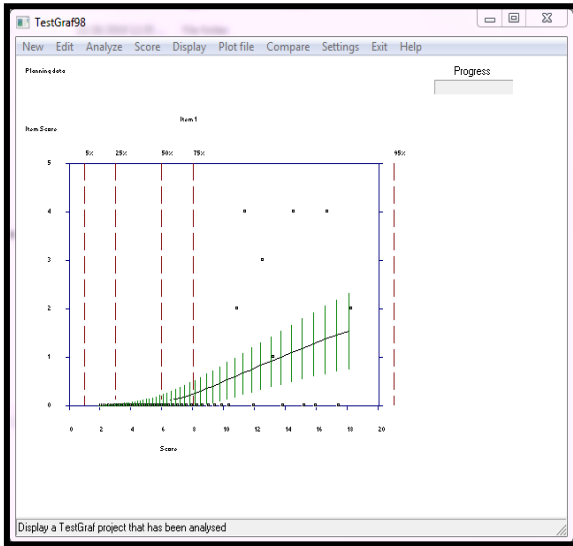 TestGraf98
New Edit Analyze Score Display Plot file Compare Settings Exit Help
Planning data
Progress
Item 1
Item Score
5% 25% 50% 75% 95%
5
4
3
2
1
0
0 2 4 6 8 10 12 14 16 18 20
Score
Display a TestGraf project that has been analysed